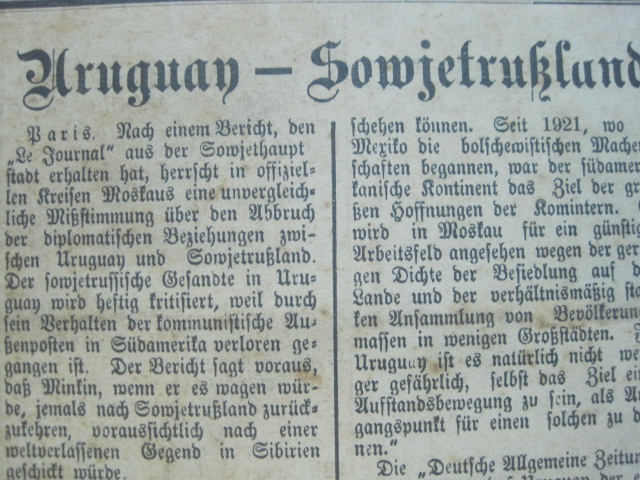 Uruguay — Sowjetrußland
Paris. Nach einem Bericht, den
„Le Journal" aus der Sowjethaupt
stadt erhalten hat, herrscht in offiziel-
len Kreisen Moskaus eine unvergleich-
liche Mißstimmung über den Abbruch
der diplomatischen Beziehungen zwi-
schen Uruguay und Sowjetrußland.
Der sowjetrussische Gesandte in Uru-
guay wird heftig kritisiert, weil durch
sein Verhalten der kommunistische Au-
ßenposten in Südamerika verloren ge-
gangen ist. Der Bericht sagt voraus,
daß Minkin, wenn er es wagen wür-
de, jemals nach Sowjetrußland zurück-
zukehren, voraussichtlich nach einer
weltverlassenen Gegend in Sibirien
geschickt würde.
schehen können. Seit 1921, wo
Mexiko die bolschewistischen Machen
schaften begannen, war der südamer
kanische Kontinent das Ziel der gr
ßen Hoffnungen der Komintern.
wird in Moskau für ein günstig
Arbeitsfeld angesehen wegen der ger
gen Dichte der Besiedlung auf d
Lande und der verhältnismäßig sta
ken Ansammlung von Bevölkerun
massen in wenigen Großstädten.
Uruguay ist es natürlich nicht we
ger gefährlich, selbst das Ziel ei
Aufstandsbewegung zu sein, als A
gangspunkt für einen solchen zu d
nen."
Die „Deutsche Allgemeine Zeitun